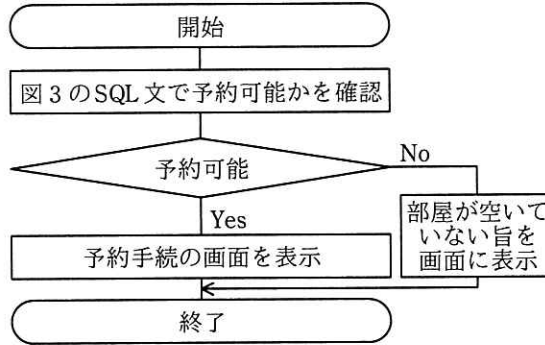 開始
図3のSQL文で予約可能かを確認
予約可能
No
Yes
部屋が空いて
いない旨を
画面に表示
予約手続の画面を表示
終了